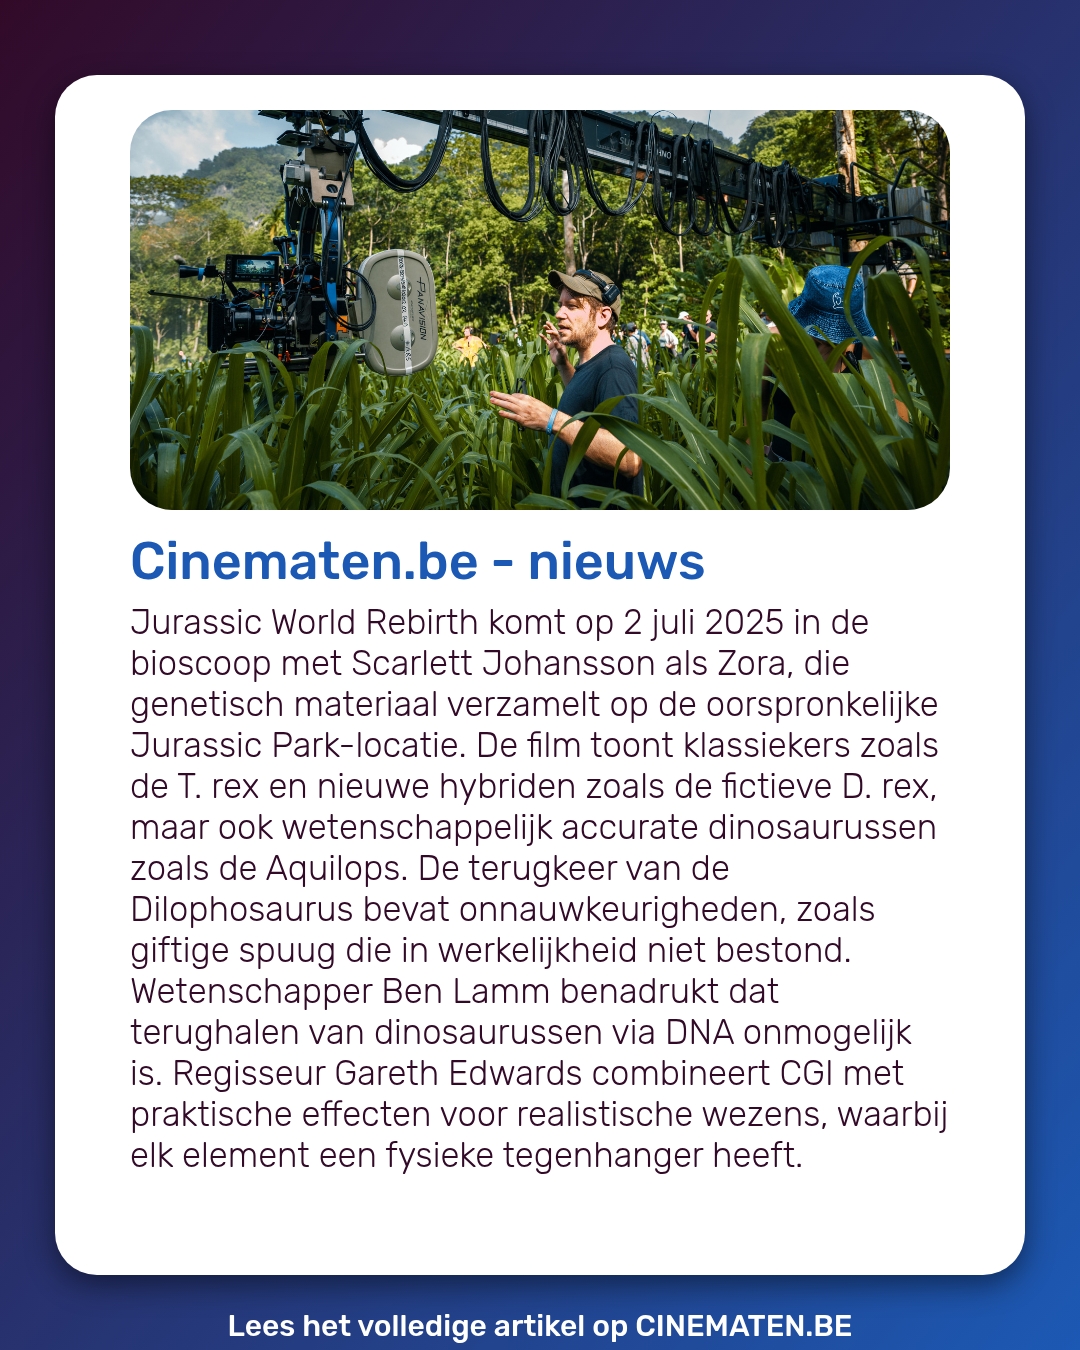 PANAVISION
Cinematen.be - nieuws
Jurassic World Rebirth komt op 2 juli 2025 in de
bioscoop met Scarlett Johansson als Zora, die
genetisch materiaal verzamelt op de oorspronkelijke
Jurassic Park-locatie. De film toont klassiekers zoals
de T. rex en nieuwe hybriden zoals de fictieve D. rex,
maar ook wetenschappelijk accurate dinosaurussen
zoals de Aquilops. De terugkeer van de
Dilophosaurus bevat onnauwkeurigheden, zoals
giftige spuug die in werkelijkheid niet bestond.
Wetenschapper Ben Lamm benadrukt dat
terughalen van dinosaurussen via DNA onmogelijk
is. Regisseur Gareth Edwards combineert CGI met
praktische effecten voor realistische wezens, waarbij
elk element een fysieke tegenhanger heeft.
Lees het volledige artikel op CINEMATEN.BE